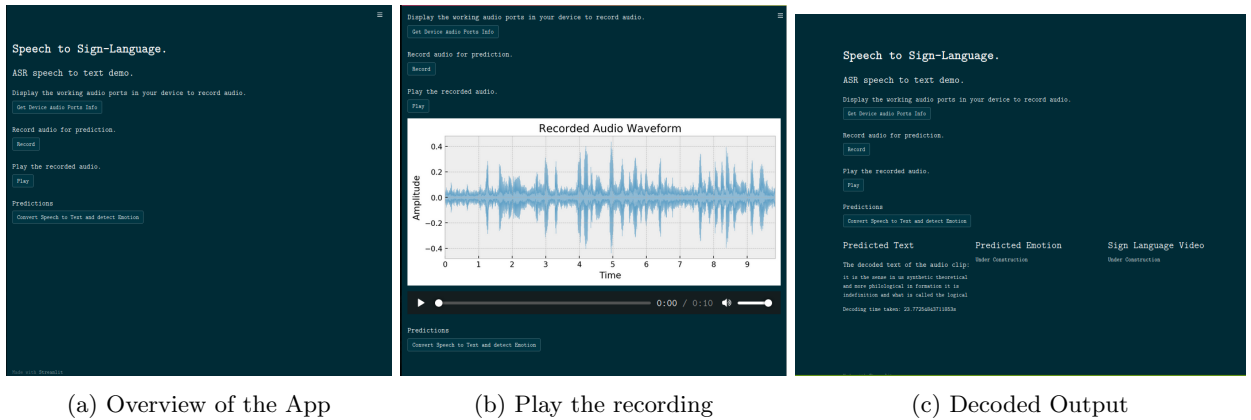 Speech to Sign-Language.
ASR speech to text demo.
Display the working audio ports in your device to record audio.
Get Device Audio Ports Info
Record audio for prediction.
Record
Play the recorded audio.
Play
Predictions
Convert Speech to Text and detect Emotion
Made with Streamlit
(a) Overview of the App
Display the working audio ports in your device to record audio.
Get Device Audio Ports Info
Record audio for prediction.
Record
Play the recorded audio.
Play
Recorded Audio Waveform
Amplitude
0.4
0.2
0.0
−0.2
−0.4
0 1 2 3 4 5 6 7 8 9
Time
0:00 / 0:10
Predictions
Convert Speech to Text and detect Emotion
(b) Play the recording
Speech to Sign-Language.
ASR speech to text demo.
Display the working audio ports in your device to record audio.
Get Device Audio Ports Info
Record audio for prediction.
Record
Play the recorded audio.
Play
Predictions
Convert Speech to Text and detect Emotion
Predicted Text
The decoded text of the audio clip:
it is the sense in us synthetic theoretical
and more philological in formation it is
indefinition and what is called the logical
Decoding time taken:
Predicted Emotion
Under Construction
Sign Language Video
Under Construction
(c) Decoded Output